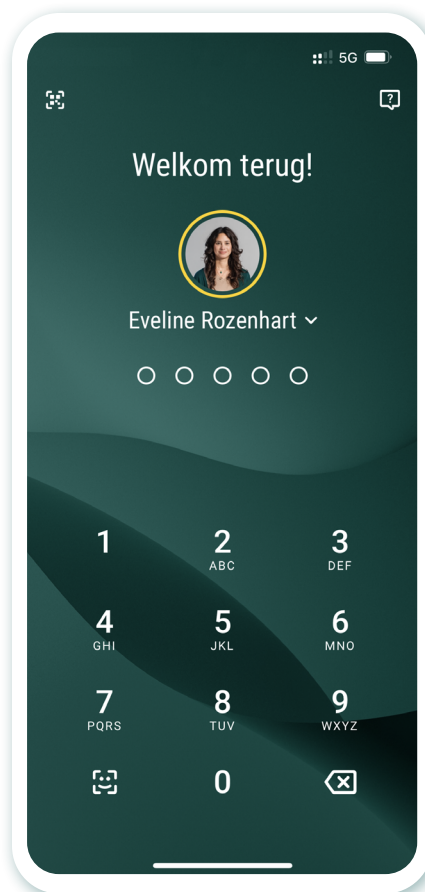 5G
?
Welkom terug!
Eveline Rozenhart
1 2 3
ABC DEF
4 5 6
GHI JKL MNO
7 8 9
PQRS TUV WXYZ
0